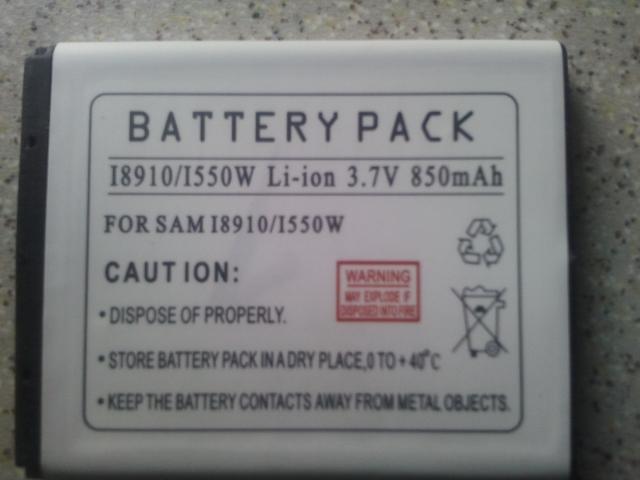 BATTERY PACK
I8910/I550W Li-ion 3.7V 850mAh
FOR SAM I8910/I550W
CAUTION:
WARNING
MAY EXPLODE IF
DISPOSED INTO FIRE
• DISPOSE OF PROPERLY.
• STORE BATTERY PACK IN A DRY PLACE,0 TO +40°C
• KEEP THE BATTERY CONTACTS AWAY FROM METAL OBJECTS.